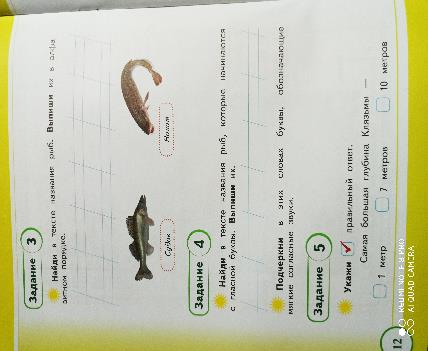 Задание 3
Найди в тексте названия рыб. Выпиши их в алфа
витном порядке.
Судак
Налим
Задание 4
Найди в тексте названия рыб, которые начинаются
с гласной буквы. Выпиши их.
Подчеркни в этих словах буквы, обозначающие
мягкие согласные звуки.
Задание 5
Укажи правильный ответ.
Самая большая глубина Клязьмы —
1 метр 7 метров 10 метров
12
REDMI NOTE 8 PRO
AI QUAD CAMERA